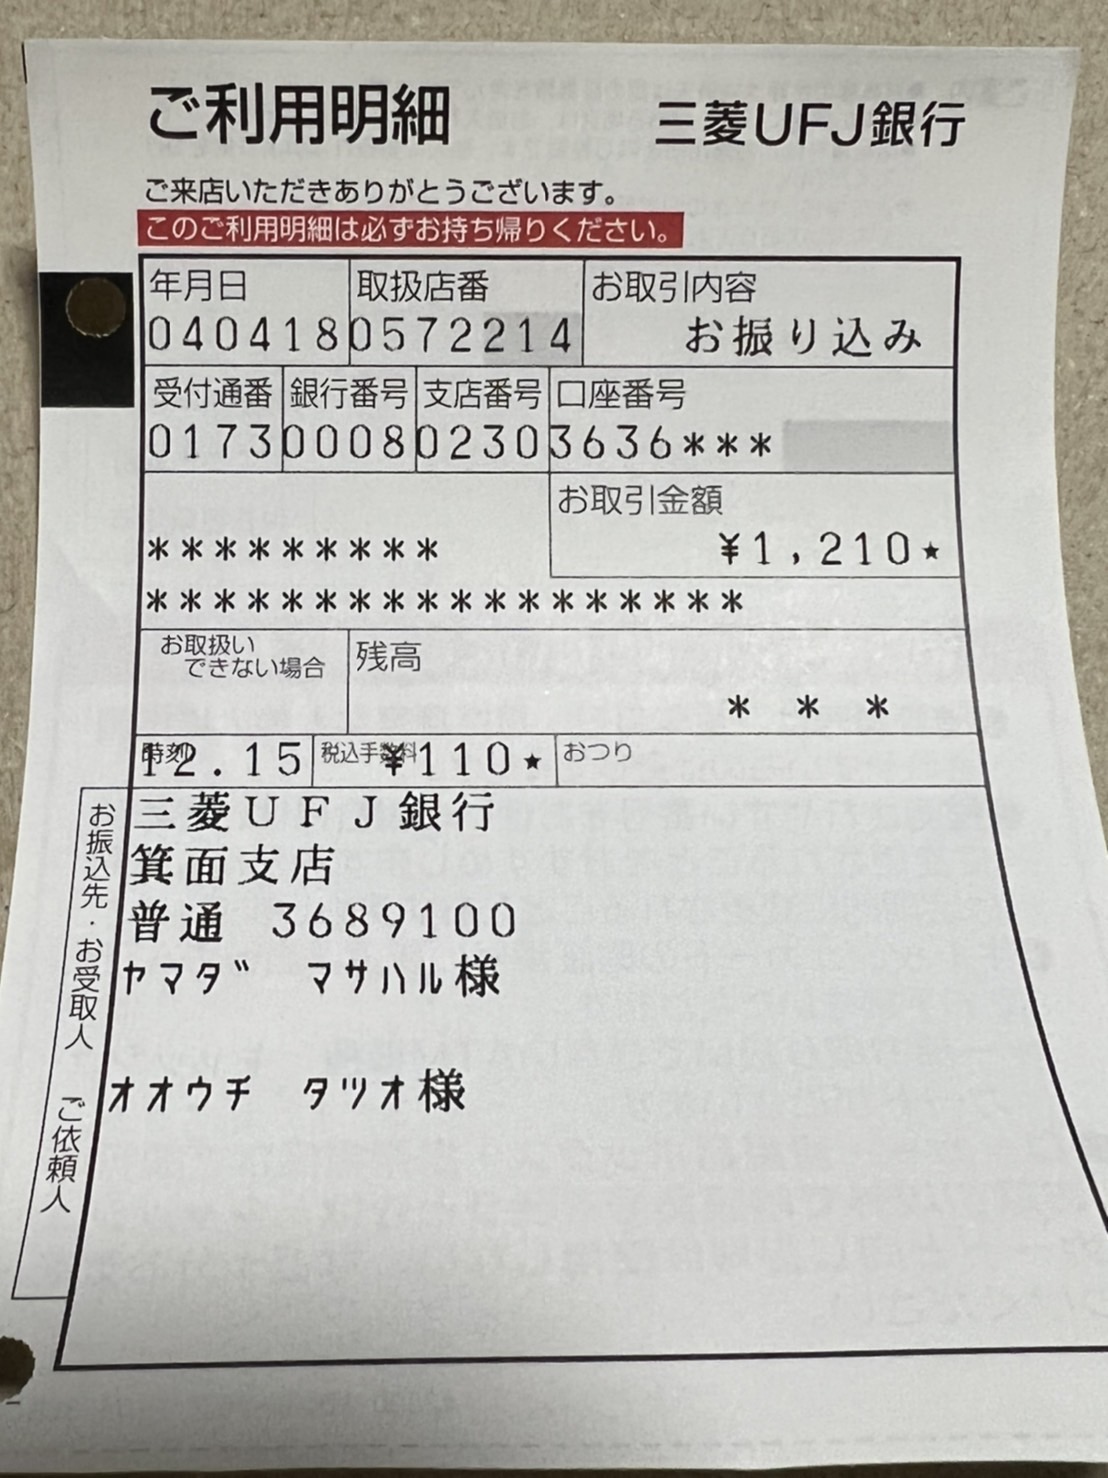 ご利用明細 三菱UFJ銀行
ご来店いただきありがとうございます。
このご利用明細は必ずお持ち帰りください。
年月日 取扱店番 お取引内容
040418 0572214 お振り込み
受付通番 銀行番号 支店番号 口座番号
0173 0008 0230 3636***
お取引金額
********* ¥1,210★
******************
お取扱い 残高
できない場合
* * *
時刻 12.15 税込手数料 ¥110★ おつり
お振込先・お受取人 ご依頼人
三菱UFJ銀行
箕面支店
普通 3689100
ヤマダ マサハル様
オオウチ タツオ様